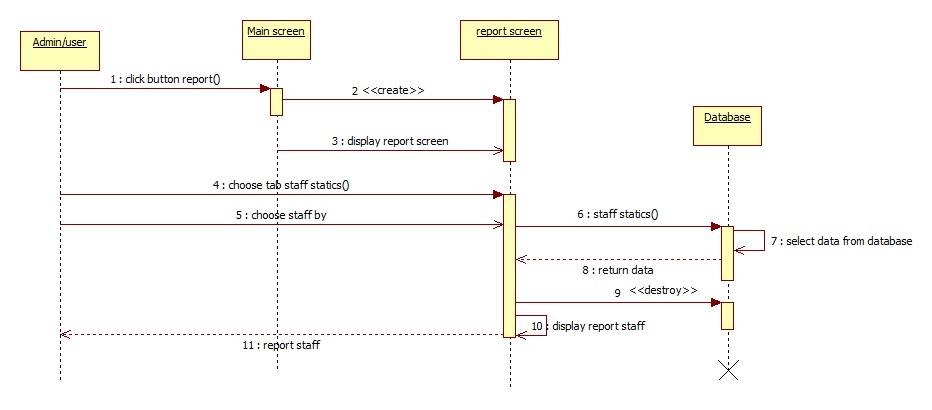 Admin/user
Main screen
report screen
1 : click button report()
2 <<create>>
Database
3 : display report screen
4 : choose tab staff statics()
5 : choose staff by
6 : staff statics()
7 : select data from database
8 : return data
9 <<destroy>>
10 : display report staff
11 : report staff